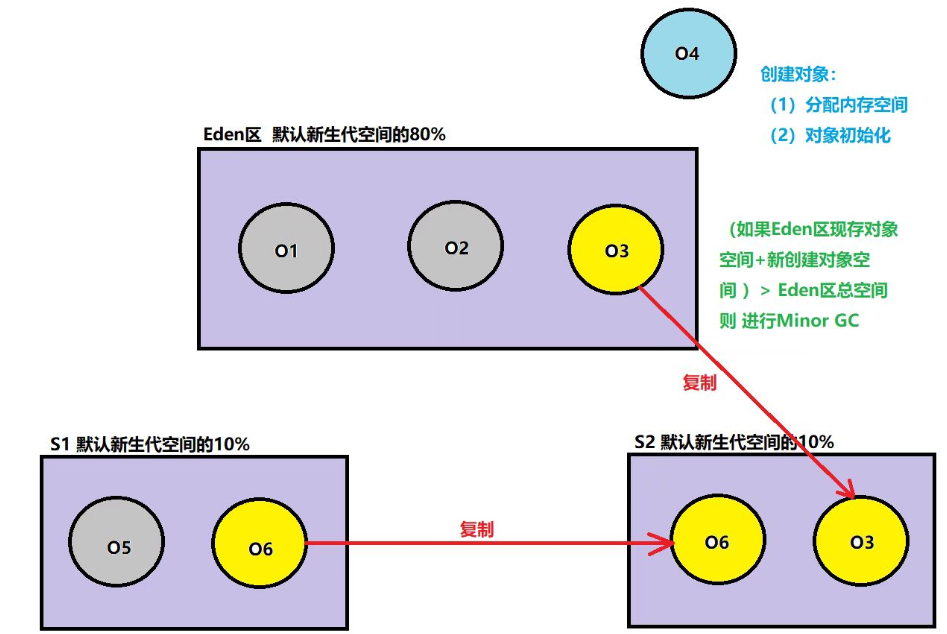 O4
创建对象：
（1）分配内存空间
（2）对象初始化
Eden区 默认新生代空间的80%
O1
O2
O3
（如果Eden区现存对象
空间+新创建对象空
间 ）> Eden区总空间
则 进行Minor GC
复制
S1 默认新生代空间的10%
S2 默认新生代空间的10%
O5
O6
复制
O6
O3